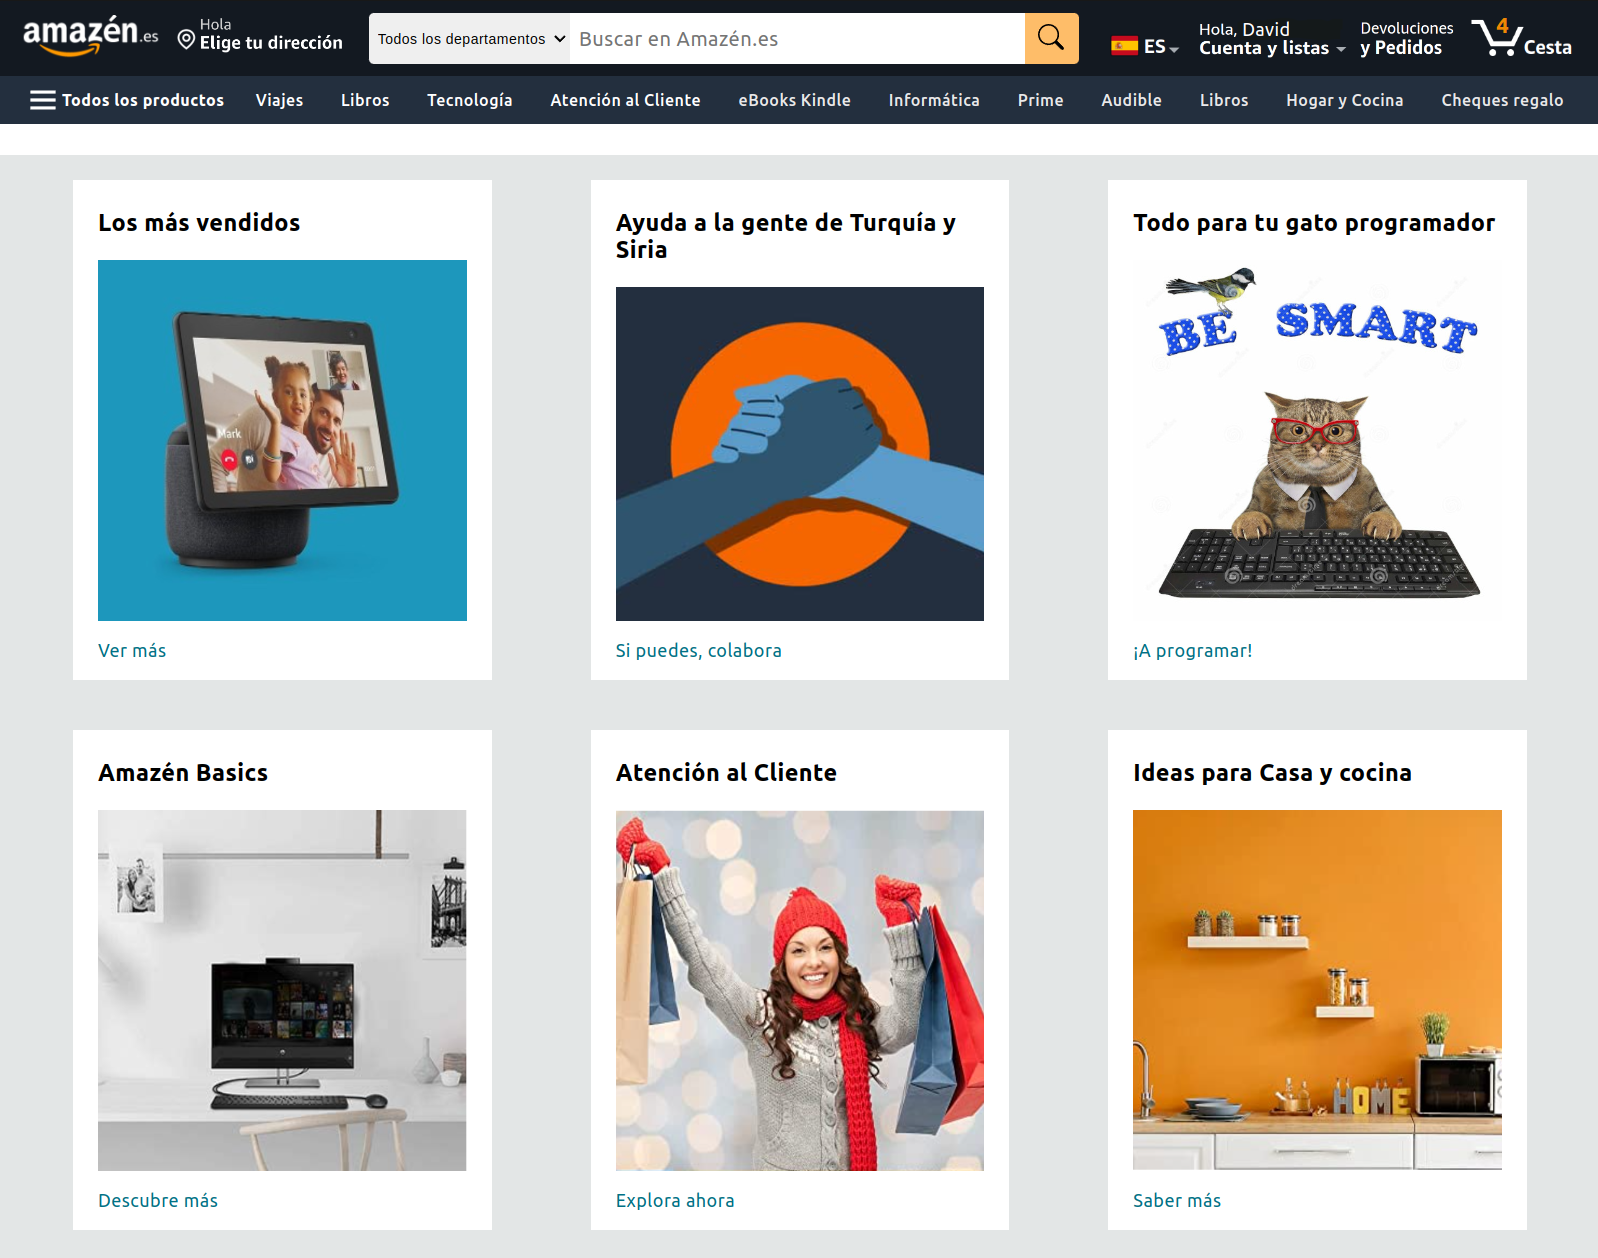 amazén.es
Hola
Elige tu dirección
Todos los departamentos
Buscar en Amazén.es
ES
Hola, David
Cuenta y listas
Devoluciones
y Pedidos
4
Cesta
Todos los productos
Viajes
Libros
Tecnología
Atención al Cliente
eBooks Kindle
Informática
Prime
Audible
Libros
Hogar y Cocina
Cheques regalo
Los más vendidos
Mark
Ver más
Ayuda a la gente de Turquía y
Siria
Si puedes, colabora
Todo para tu gato programador
BE SMART
¡A programar!
Amazén Basics
Descubre más
Atención al Cliente
Explora ahora
Ideas para Casa y cocina
HOME
Saber más